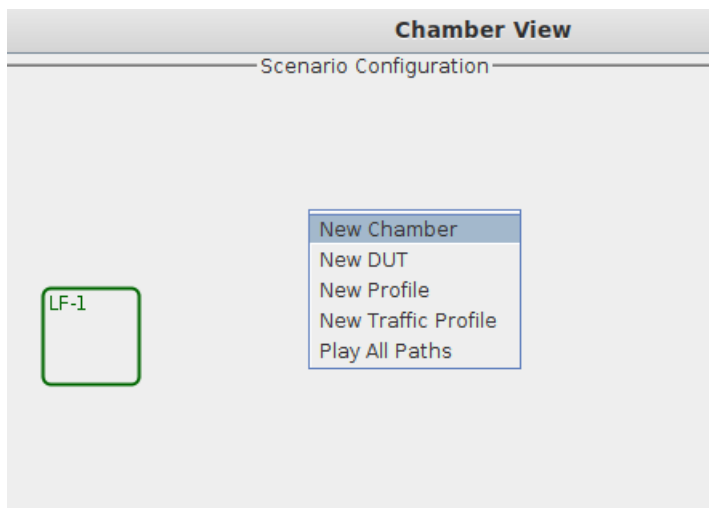 Chamber View
Scenario Configuration
New Chamber
New DUT
New Profile
LF-1
New Traffic Profile
Play All Paths